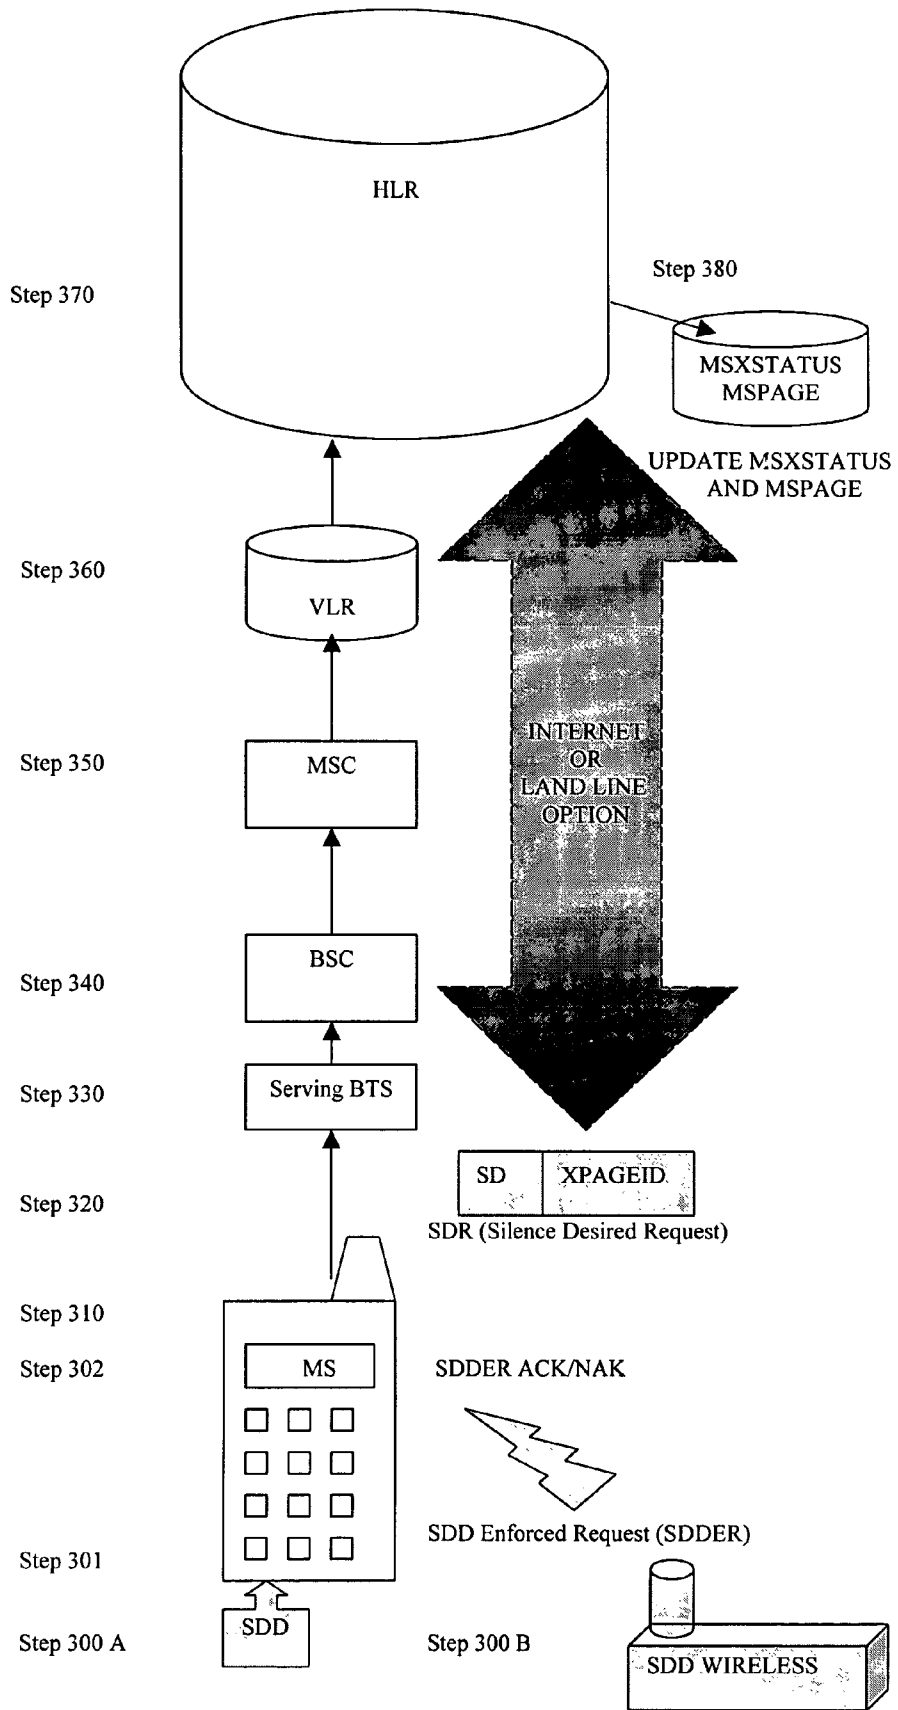 HLR
Step 380
Step 370
MSXSTATUS
MSPAGE
UPDATE MSXSTATUS
AND MSPAGE
Step 360
VLR
Step 350
MSC
INTERNET
OR
LAND LINE
OPTION
BSC
Step 340
Step 330
Serving BTS
SD
XPAGEID
Step 320
SDR (Silence Desired Request)
Step 310
Step 302
MS
SDDER ACK/NAK
SDD Enforced Request (SDDER)
Step 301
SDD
Step 300 A
Step 300 B
SDD WIRELESS